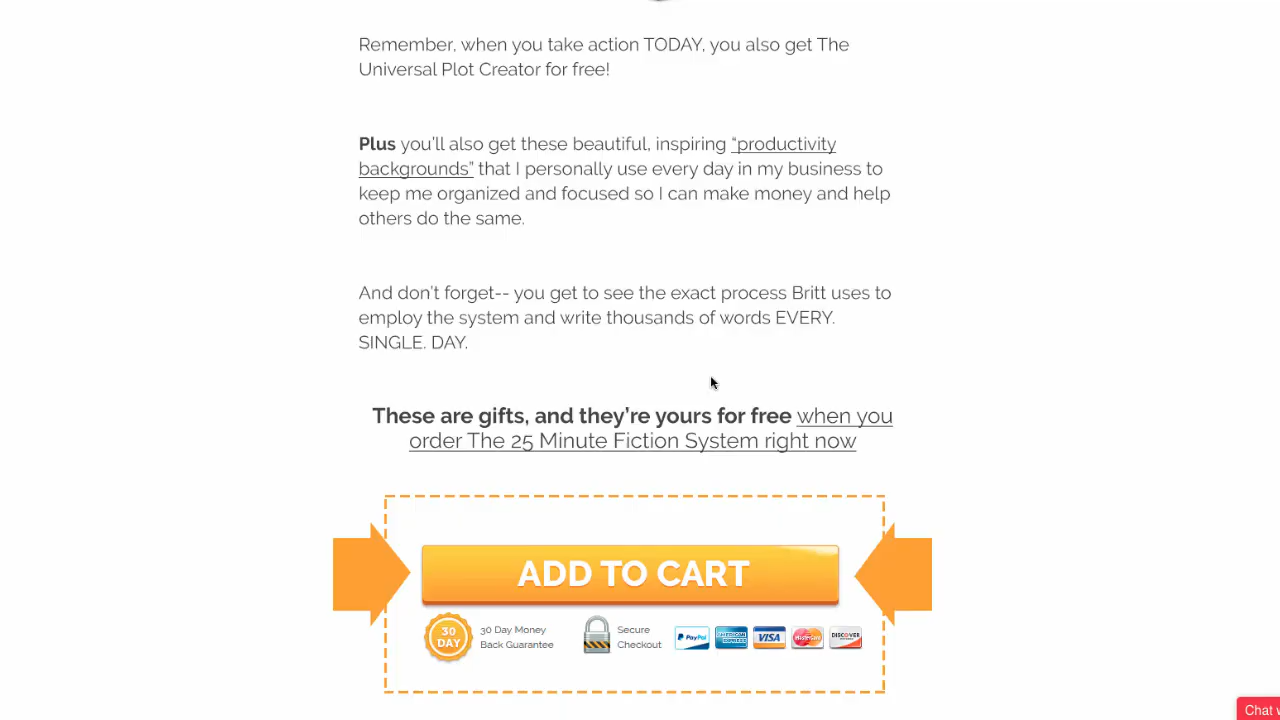 Remember, when you take action TODAY, you also get The
Universal Plot Creator for free!
Plus you'll also get these beautiful, inspiring “productivity
backgrounds” that I personally use every day in my business to
keep me organized and focused so I can make money and help
others do the same.
And don't forget-- you get to see the exact process Britt uses to
employ the system and write thousands of words EVERY.
SINGLE. DAY.
These are gifts, and they’re yours for free when you
order The 25 Minute Fiction System right now
ADD TO CART
30 DAY
30 Day Money
Back Guarantee
Secure
Checkout
PayPal
AMERICAN EXPRESS
VISA
MasterCard
DISCOVER
Chat